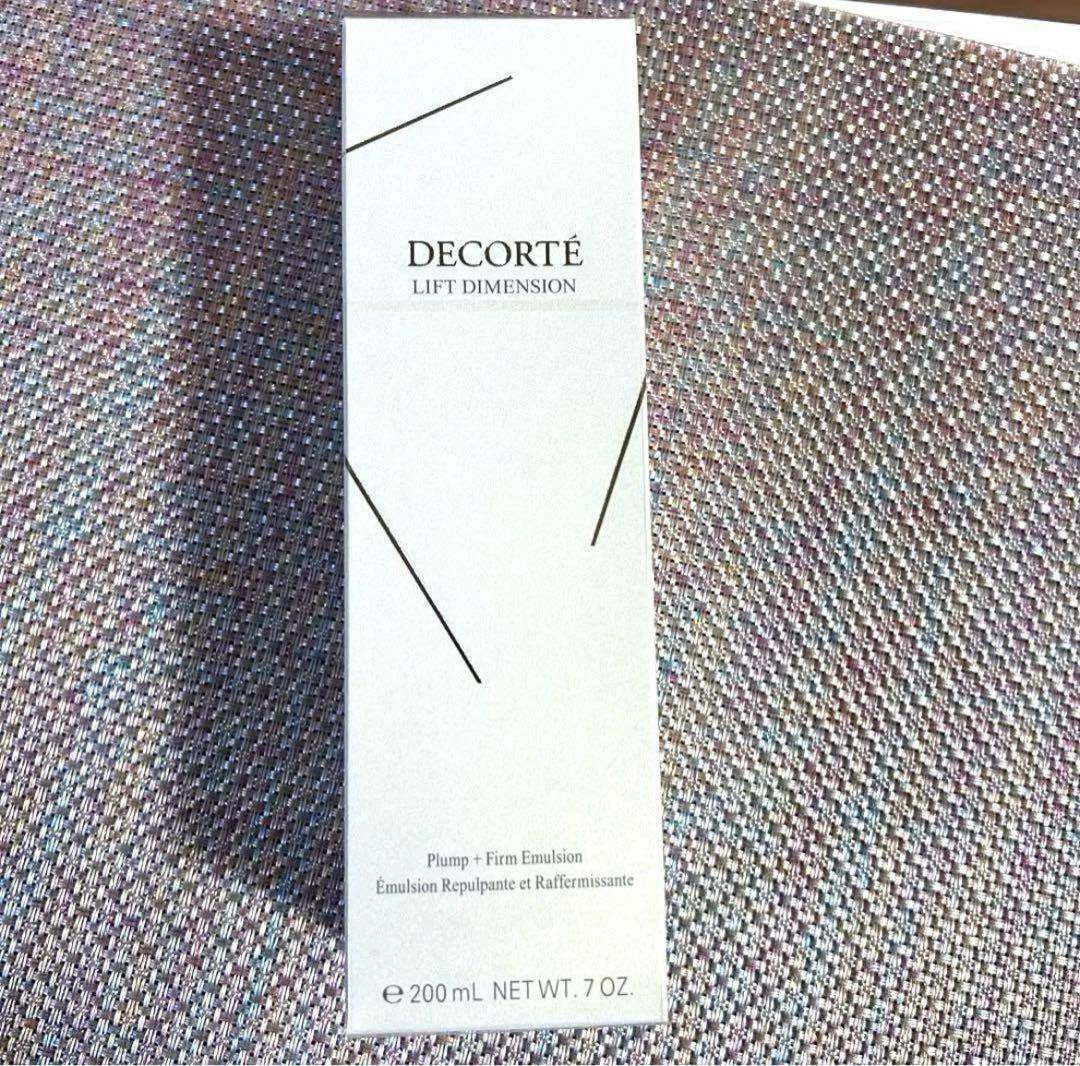 DECORTÉ
LIFT DIMENSION
Plump + Firm Emulsion
Émulsion Repulpante et Raffermissante
℮ 200 mL NET WT. 7 OZ.